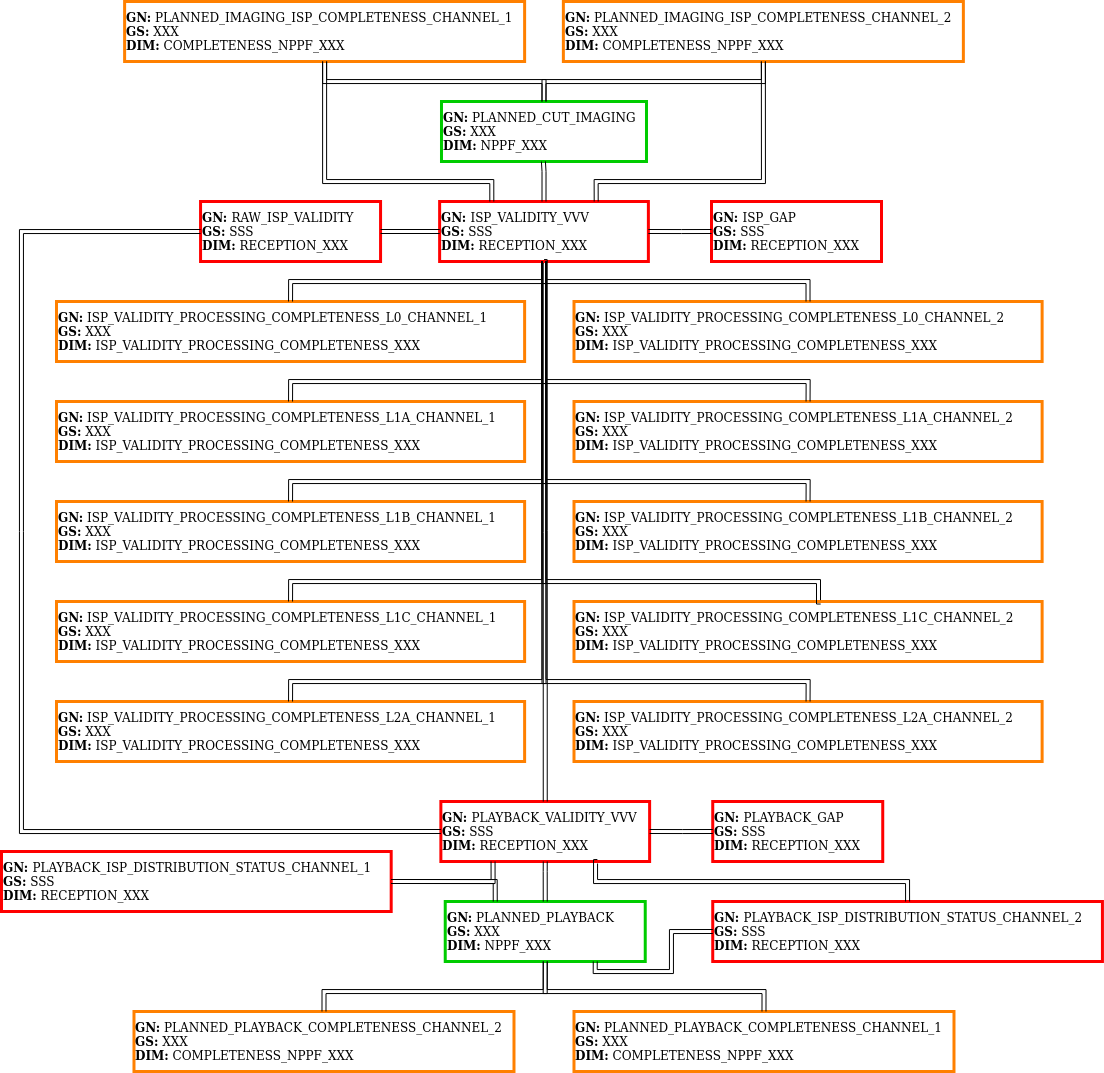 GN: PLANNED_IMAGING_ISP_COMPLETENESS_CHANNEL_1
GS: XXX
DIM: COMPLETENESS_NPPF_XXX
GN: PLANNED_IMAGING_ISP_COMPLETENESS_CHANNEL_2
GS: XXX
DIM: COMPLETENESS_NPPF_XXX
GN: PLANNED_CUT_IMAGING
GS: XXX
DIM: NPPF_XXX
GN: RAW_ISP_VALIDITY
GS: SSS
DIM: RECEPTION_XXX
GN: ISP_VALIDITY_VVV
GS: SSS
DIM: RECEPTION_XXX
GN: ISP_GAP
GS: SSS
DIM: RECEPTION_XXX
GN: ISP_VALIDITY_PROCESSING_COMPLETENESS_L0_CHANNEL_1
GS: XXX
DIM: ISP_VALIDITY_PROCESSING_COMPLETENESS_XXX
GN: ISP_VALIDITY_PROCESSING_COMPLETENESS_L0_CHANNEL_2
GS: XXX
DIM: ISP_VALIDITY_PROCESSING_COMPLETENESS_XXX
GN: ISP_VALIDITY_PROCESSING_COMPLETENESS_L1A_CHANNEL_1
GS: XXX
DIM: ISP_VALIDITY_PROCESSING_COMPLETENESS_XXX
GN: ISP_VALIDITY_PROCESSING_COMPLETENESS_L1A_CHANNEL_2
GS: XXX
DIM: ISP_VALIDITY_PROCESSING_COMPLETENESS_XXX
GN: ISP_VALIDITY_PROCESSING_COMPLETENESS_L1B_CHANNEL_1
GS: XXX
DIM: ISP_VALIDITY_PROCESSING_COMPLETENESS_XXX
GN: ISP_VALIDITY_PROCESSING_COMPLETENESS_L1B_CHANNEL_2
GS: XXX
DIM: ISP_VALIDITY_PROCESSING_COMPLETENESS_XXX
GN: ISP_VALIDITY_PROCESSING_COMPLETENESS_L1C_CHANNEL_1
GS: XXX
DIM: ISP_VALIDITY_PROCESSING_COMPLETENESS_XXX
GN: ISP_VALIDITY_PROCESSING_COMPLETENESS_L1C_CHANNEL_2
GS: XXX
DIM: ISP_VALIDITY_PROCESSING_COMPLETENESS_XXX
GN: ISP_VALIDITY_PROCESSING_COMPLETENESS_L2A_CHANNEL_1
GS: XXX
DIM: ISP_VALIDITY_PROCESSING_COMPLETENESS_XXX
GN: ISP_VALIDITY_PROCESSING_COMPLETENESS_L2A_CHANNEL_2
GS: XXX
DIM: ISP_VALIDITY_PROCESSING_COMPLETENESS_XXX
GN: PLAYBACK_VALIDITY_VVV
GS: SSS
DIM: RECEPTION_XXX
GN: PLAYBACK_GAP
GS: SSS
DIM: RECEPTION_XXX
GN: PLAYBACK_ISP_DISTRIBUTION_STATUS_CHANNEL_1
GS: SSS
DIM: RECEPTION_XXX
GN: PLANNED_PLAYBACK
GS: XXX
DIM: NPPF_XXX
GN: PLAYBACK_ISP_DISTRIBUTION_STATUS_CHANNEL_2
GS: SSS
DIM: RECEPTION_XXX
GN: PLANNED_PLAYBACK_COMPLETENESS_CHANNEL_2
GS: XXX
DIM: COMPLETENESS_NPPF_XXX
GN: PLANNED_PLAYBACK_COMPLETENESS_CHANNEL_1
GS: XXX
DIM: COMPLETENESS_NPPF_XXX